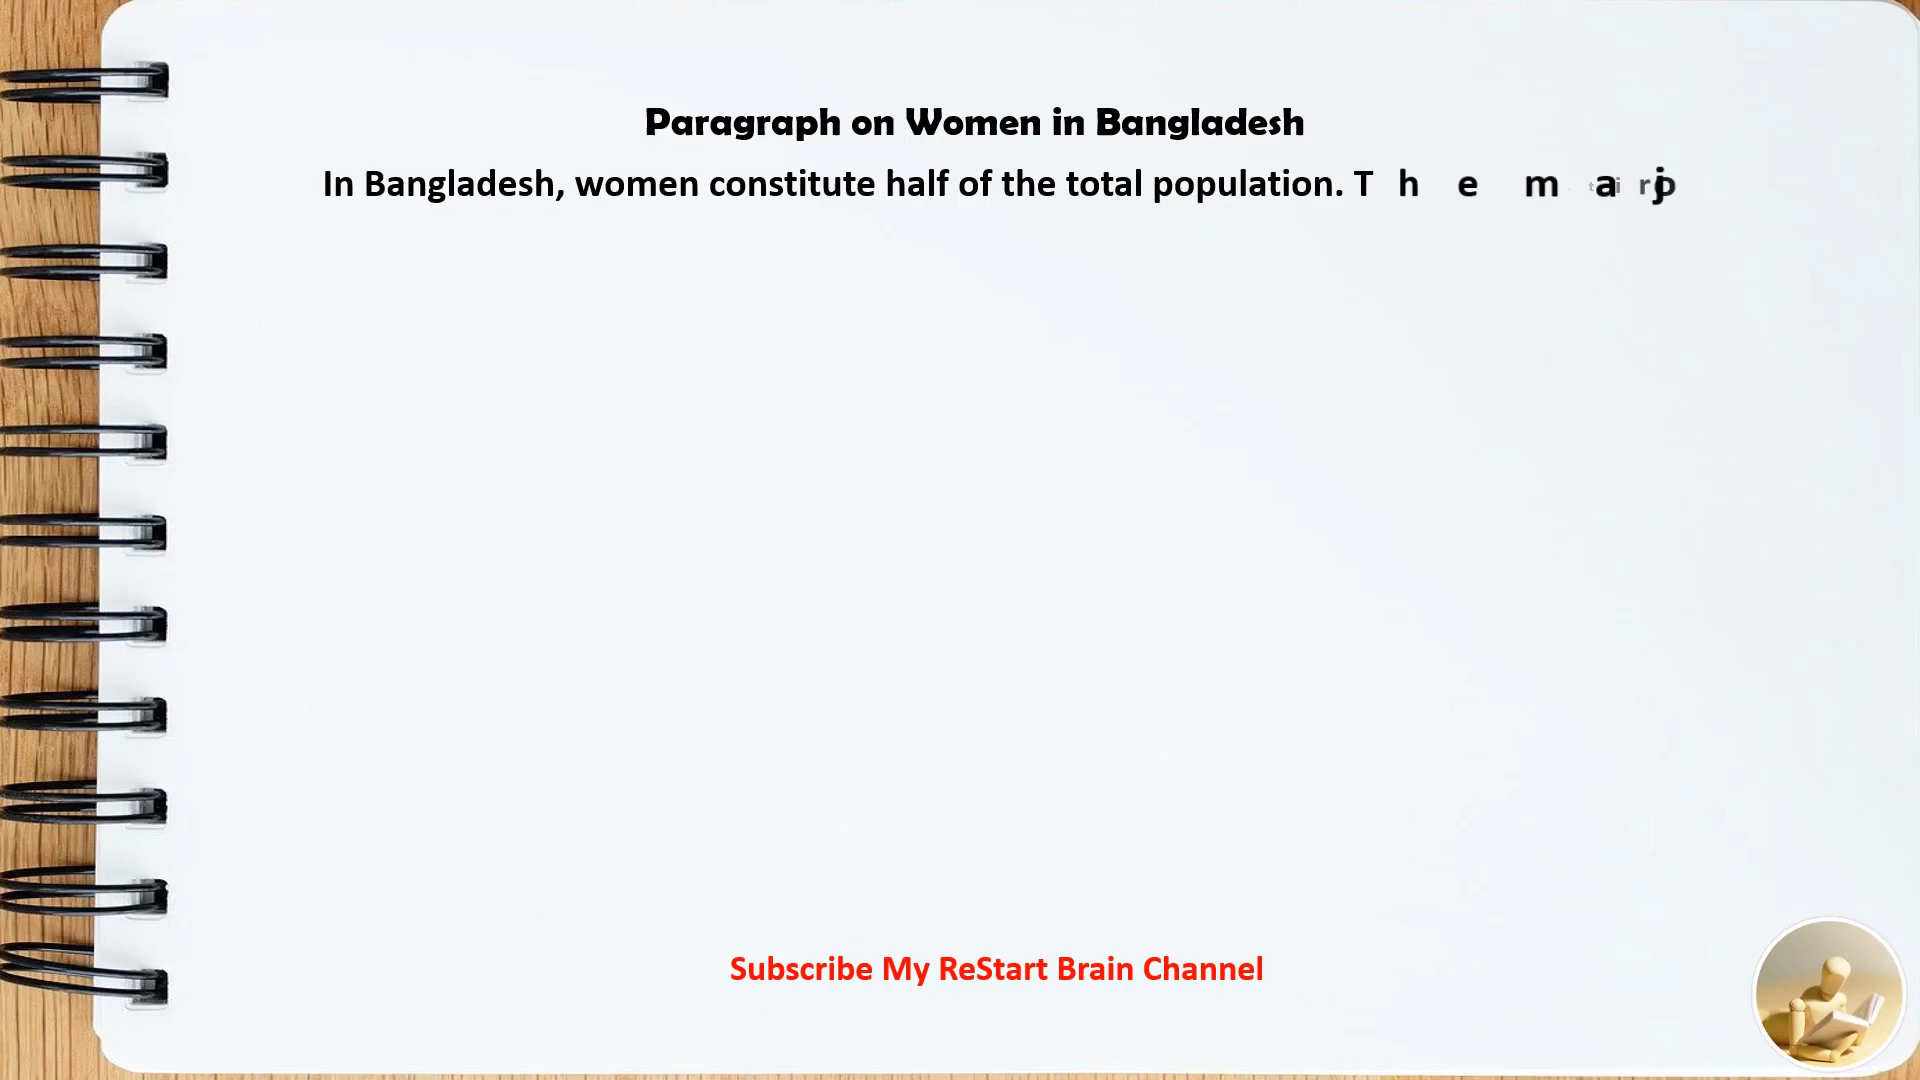 Paragraph on Women in Bangladesh
In Bangladesh, women constitute half of the total population. The
Subscribe My ReStart Brain Channel